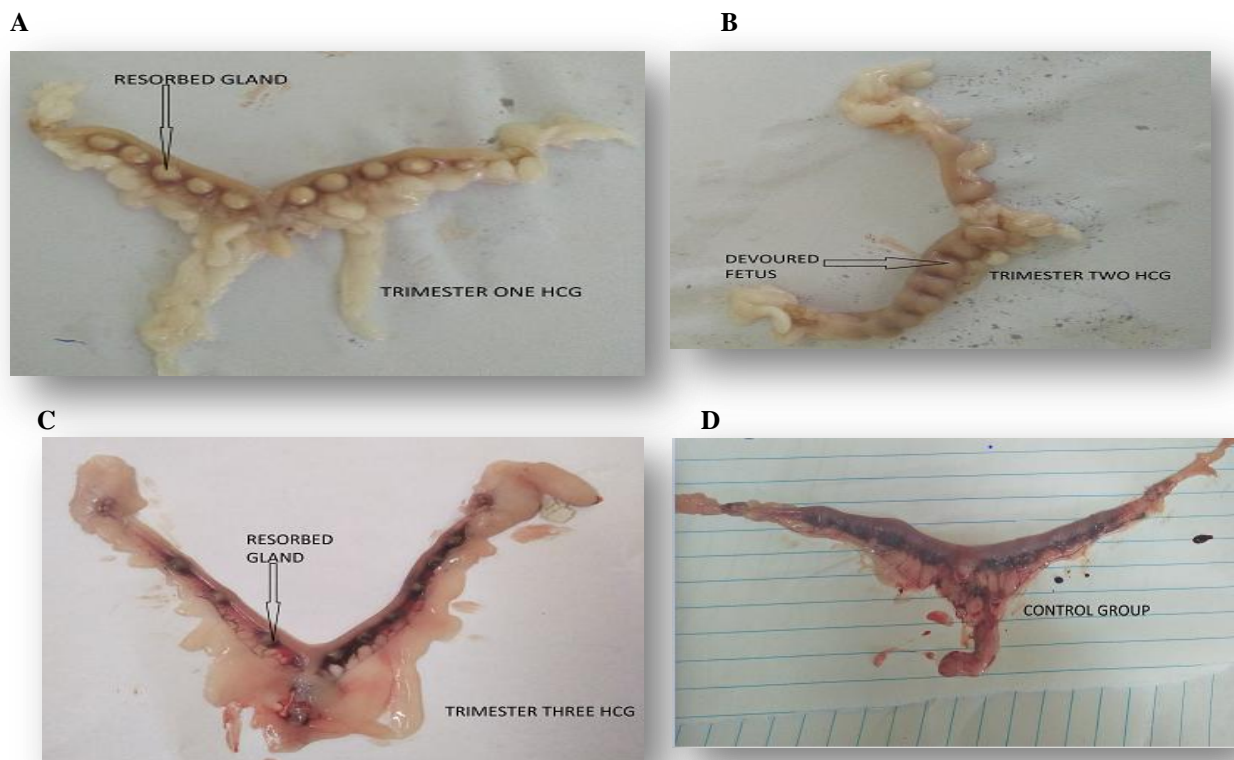 A
B
RESORBED GLAND
TRIMESTER ONE HCG
DEVOURED
FETUS
TRIMESTER TWO HCG
C
D
RESORBED
GLAND
TRIMESTER THREE HCG
CONTROL GROUP